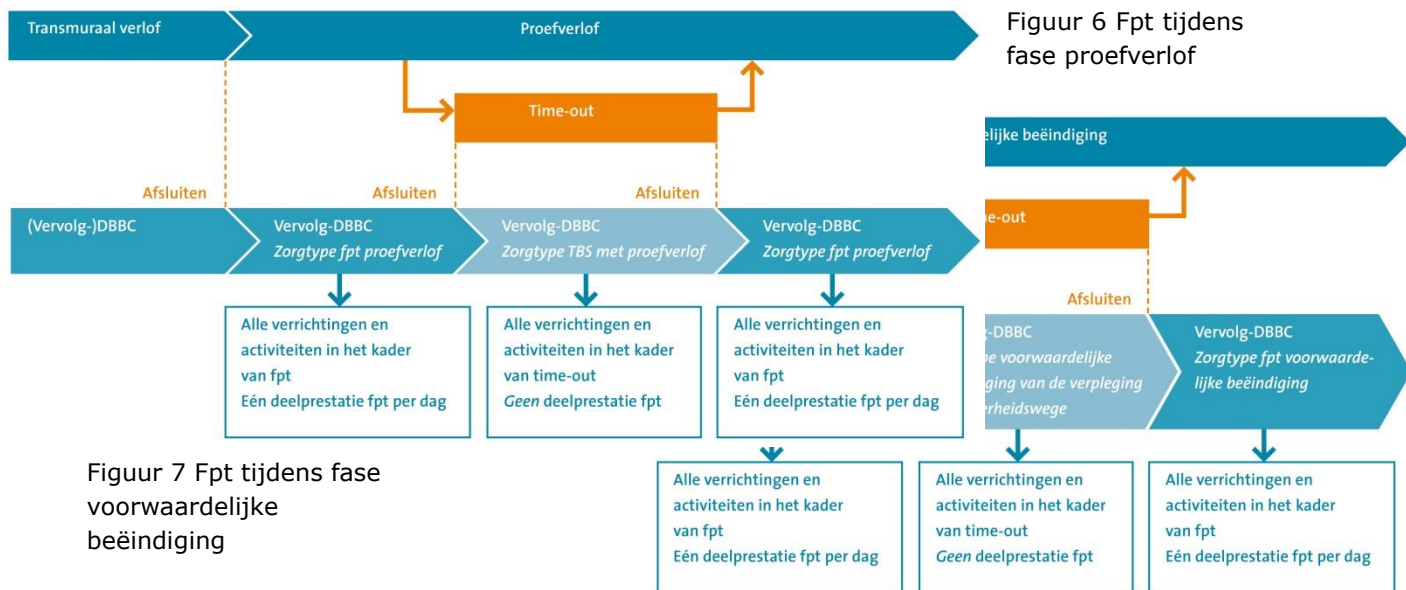 Transmuraal verlof
Proefverlof
Figuur 6 Fpt tijdens
fase proefverlof
Time-out
Afsluiten
Afsluiten
Afsluiten
(Vervolg-)DBBC
Vervolg-DBBC
Zorgtype fpt proefverlof
Vervolg-DBBC
Zorgtype TBS met proefverlof
Vervolg-DBBC
Zorgtype fpt proefverlof
Alle verrichtingen en
activiteiten in het kader
van fpt
Eén deelprestatie fpt per dag
Alle verrichtingen en
activiteiten in het kader
van time-out
Geen deelprestatie fpt
Alle verrichtingen en
activiteiten in het kader
van fpt
Eén deelprestatie fpt per dag
beëindiging
Afsluiten
voorwaardelijke
van de verpleging
Vervolg-DBBC
Zorgtype fpt voorwaarde-
lijke beëindiging
Figuur 7 Fpt tijdens fase
voorwaardelijke
beëindiging
Alle verrichtingen en
activiteiten in het kader
van fpt
Eén deelprestatie fpt per dag
Alle verrichtingen en
activiteiten in het kader
van time-out
Geen deelprestatie fpt
Alle verrichtingen en
activiteiten in het kader
van fpt
Eén deelprestatie fpt per dag